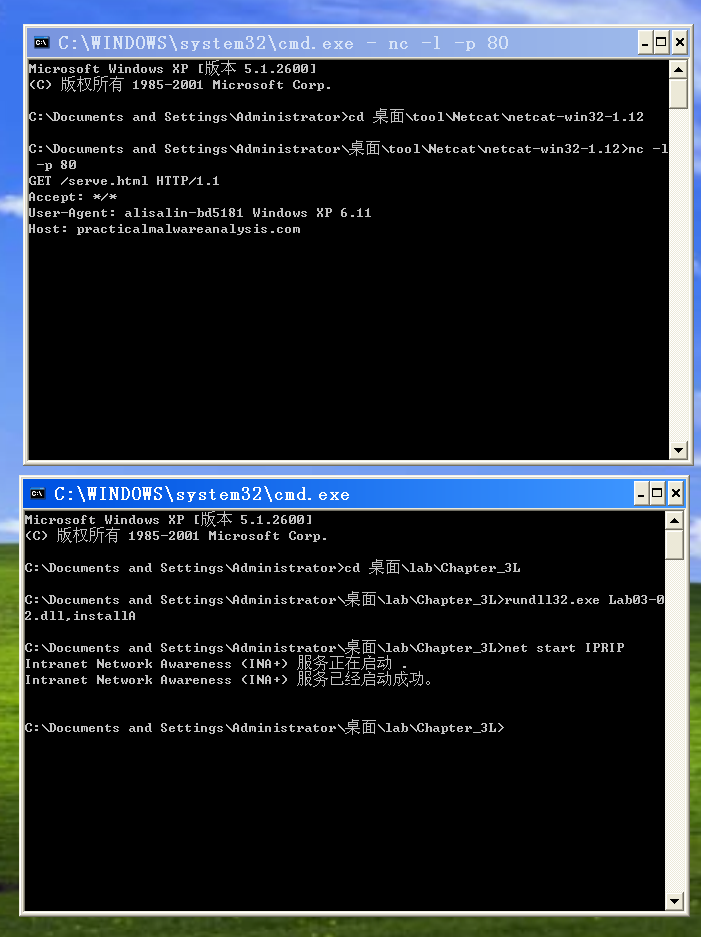 C:\WINDOWS\system32\cmd.exe - nc -l -p 80
Microsoft Windows XP [版本 5.1.2600]
(C) 版权所有 1985-2001 Microsoft Corp.
C:\Documents and Settings\Administrator>cd 桌面\tool\Netcat\netcat-win32-1.12
C:\Documents and Settings\Administrator\桌面\tool\Netcat\netcat-win32-1.12>nc -l
-p 80
GET /serve.html HTTP/1.1
Accept: */*
User-Agent: alisalin-bd5181 Windows XP 6.11
Host: practicalmalwareanalysis.com
C:\WINDOWS\system32\cmd.exe
Microsoft Windows XP [版本 5.1.2600]
(C) 版权所有 1985-2001 Microsoft Corp.
C:\Documents and Settings\Administrator>cd 桌面\lab\Chapter_3L
C:\Documents and Settings\Administrator\桌面\lab\Chapter_3L>rundll32.exe Lab03-0
2.dll,installA
C:\Documents and Settings\Administrator\桌面\lab\Chapter_3L>net start IPRIP
Intranet Network Awareness (INA+) 服务正在启动 .
Intranet Network Awareness (INA+) 服务已经启动成功。
C:\Documents and Settings\Administrator\桌面\lab\Chapter_3L>